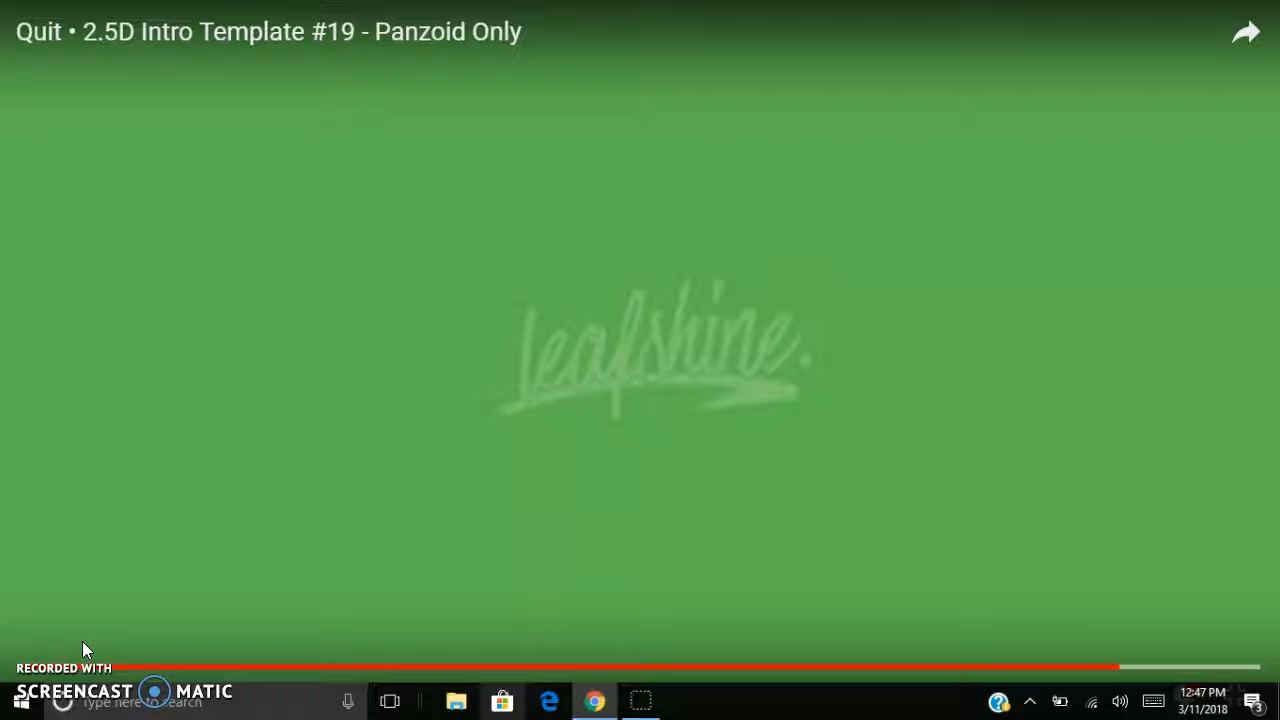 Quit • 2.5D Intro Template #19 - Panzoid Only
leafshine.
RECORDED WITH
SCREENCAST MATIC
Type here to search
12:47 PM
3/11/2018
3